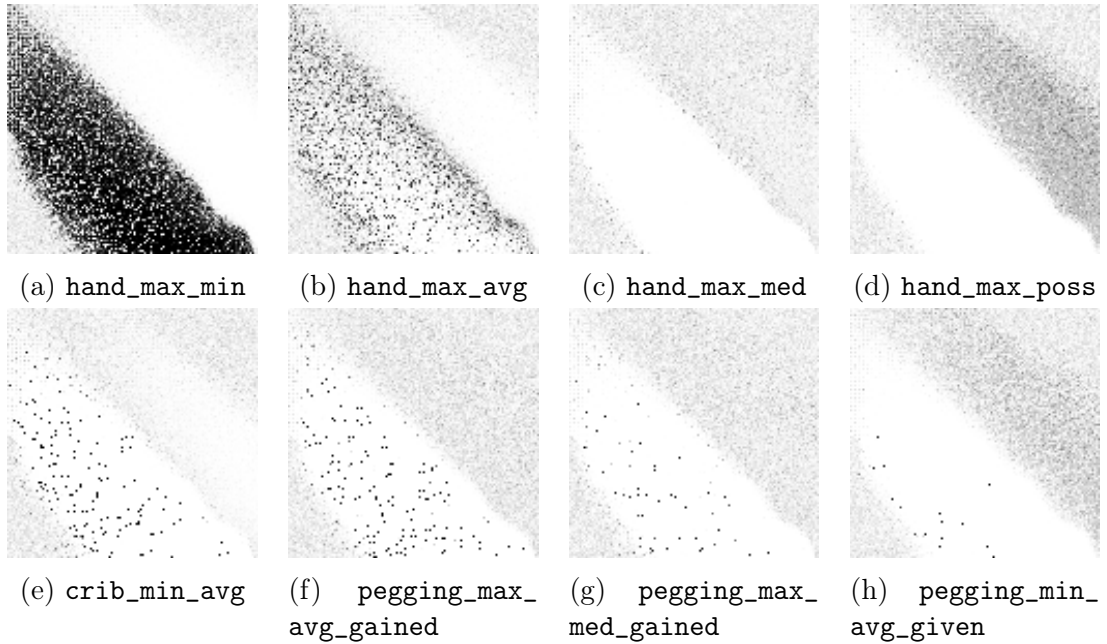 (a) hand_max_min
(b) hand_max_avg
(c) hand_max_med
(d) hand_max_poss
(e) crib_min_avg
(f) pegging_max_
avg_gained
(g) pegging_max_
med_gained
(h) pegging_min_
avg_given